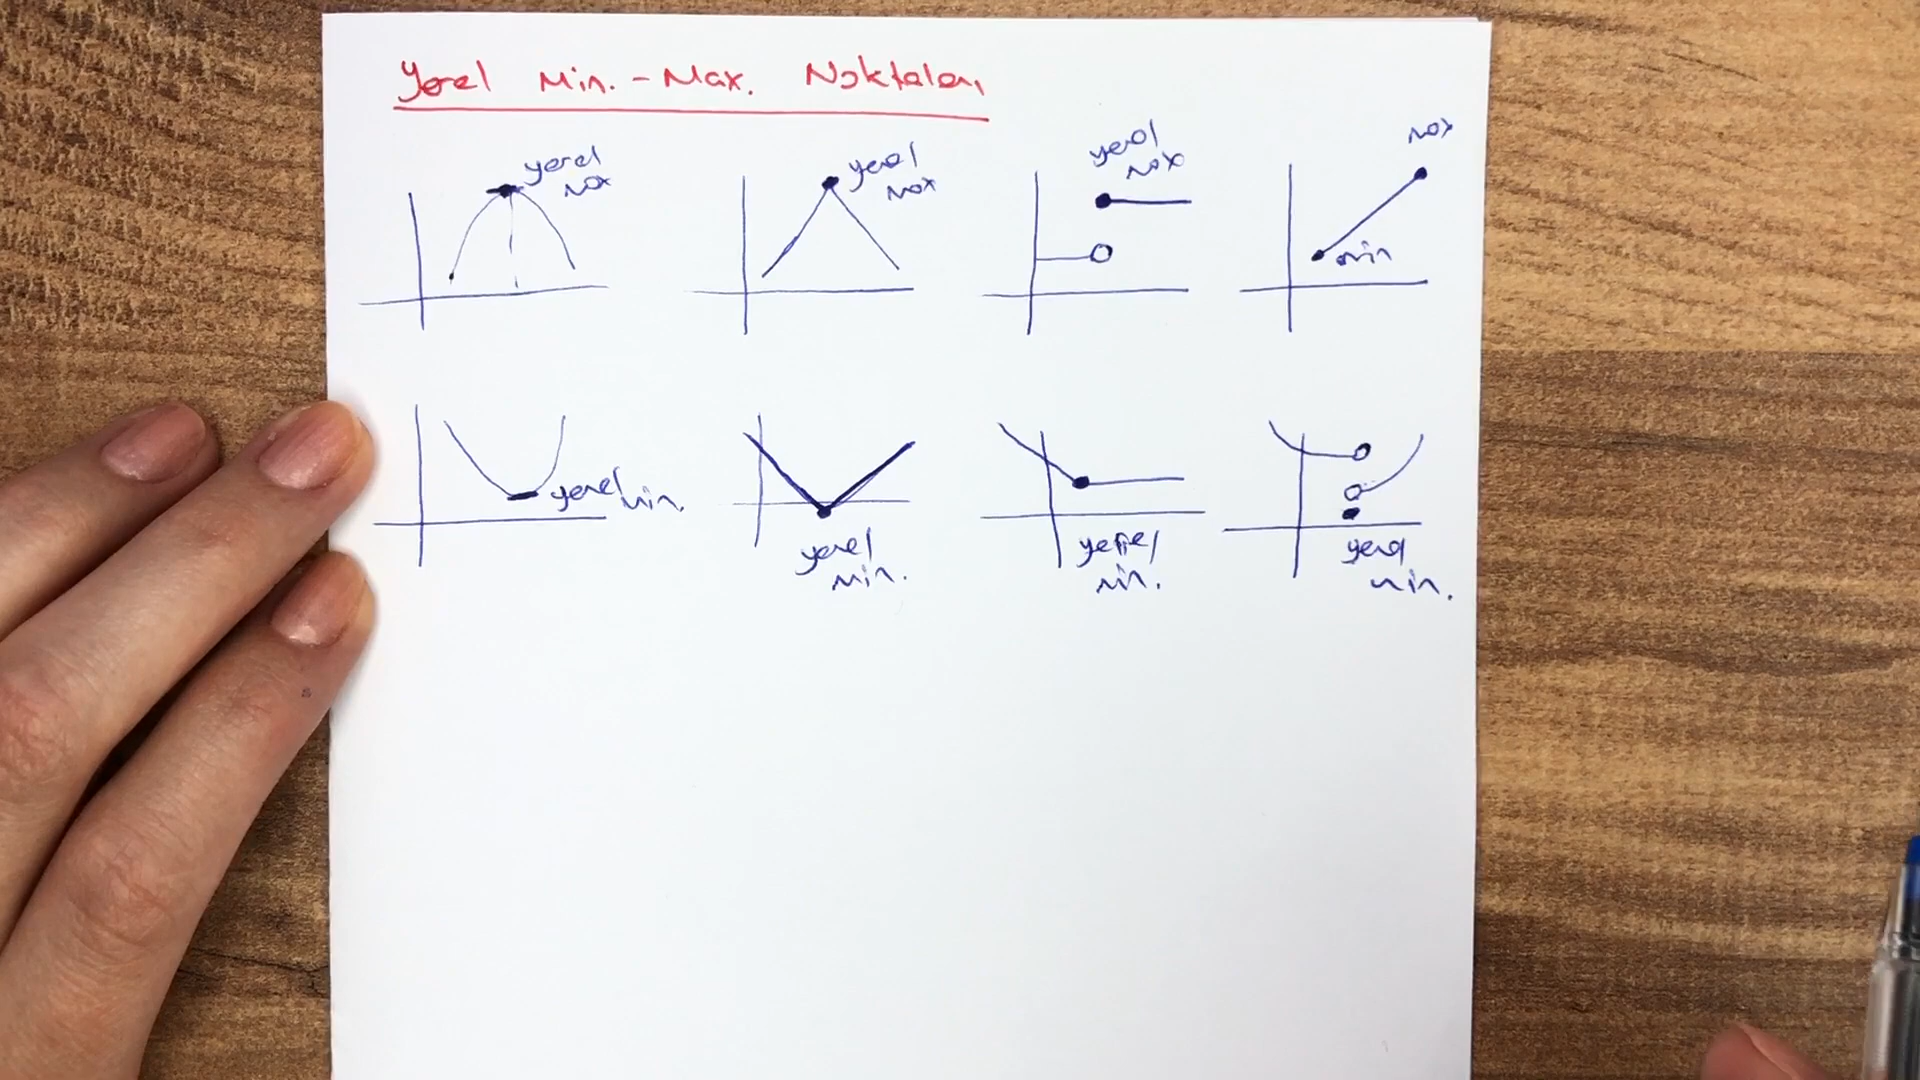 Yerel Min. - Max. Noktaları
yerel
max
yerel
max
yerel
max
max
min
yerel min.
yerel
min.
yerel
min.
yerel
min.